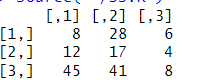 [,1] [,2] [,3]
[1,] 8 28 6
[2,] 12 17 4
[3,] 45 41 8